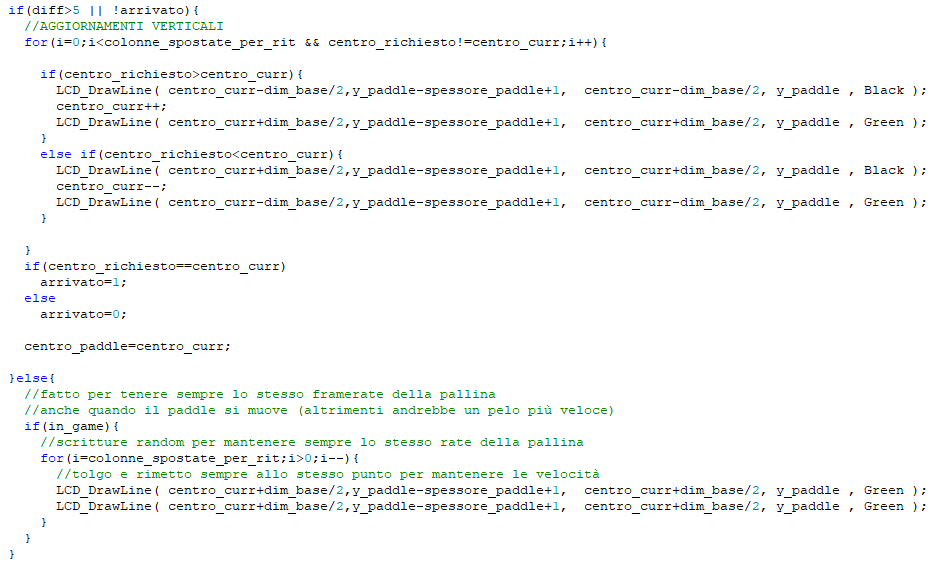 if(diff>5 || !arrivato){
//AGGIORNAMENTI VERTICALI
for(i=0;i<colonne_spostate_per_rit && centro_richiesto!=centro_curr;i++){
if(centro_richiesto>centro_curr){
LCD_DrawLine( centro_curr-dim_base/2,y_paddle-spessore_paddle+1,  centro_curr-dim_base/2, y_paddle , Black );
centro_curr++;
LCD_DrawLine( centro_curr+dim_base/2,y_paddle-spessore_paddle+1,  centro_curr+dim_base/2, y_paddle , Green );
}
else if(centro_richiesto<centro_curr){
LCD_DrawLine( centro_curr+dim_base/2,y_paddle-spessore_paddle+1,  centro_curr+dim_base/2, y_paddle , Black );
centro_curr--;
LCD_DrawLine( centro_curr-dim_base/2,y_paddle-spessore_paddle+1,  centro_curr-dim_base/2, y_paddle , Green );
}
}
if(centro_richiesto==centro_curr)
arrivato=1;
else
arrivato=0;
centro_paddle=centro_curr;
}else{
//fatto per tenere sempre lo stesso framerate della pallina
//anche quando il paddle si muove (altrimenti andrebbe un pelo più veloce)
if(in_game){
//scritture random per mantenere sempre lo stesso rate della pallina
for(i=colonne_spostate_per_rit;i>0;i--){
//tolgo e rimetto sempre allo stesso punto per mantenere le velocità
LCD_DrawLine( centro_curr+dim_base/2,y_paddle-spessore_paddle+1,  centro_curr+dim_base/2, y_paddle , Green );
LCD_DrawLine( centro_curr+dim_base/2,y_paddle-spessore_paddle+1,  centro_curr+dim_base/2, y_paddle , Green );
}
}
}